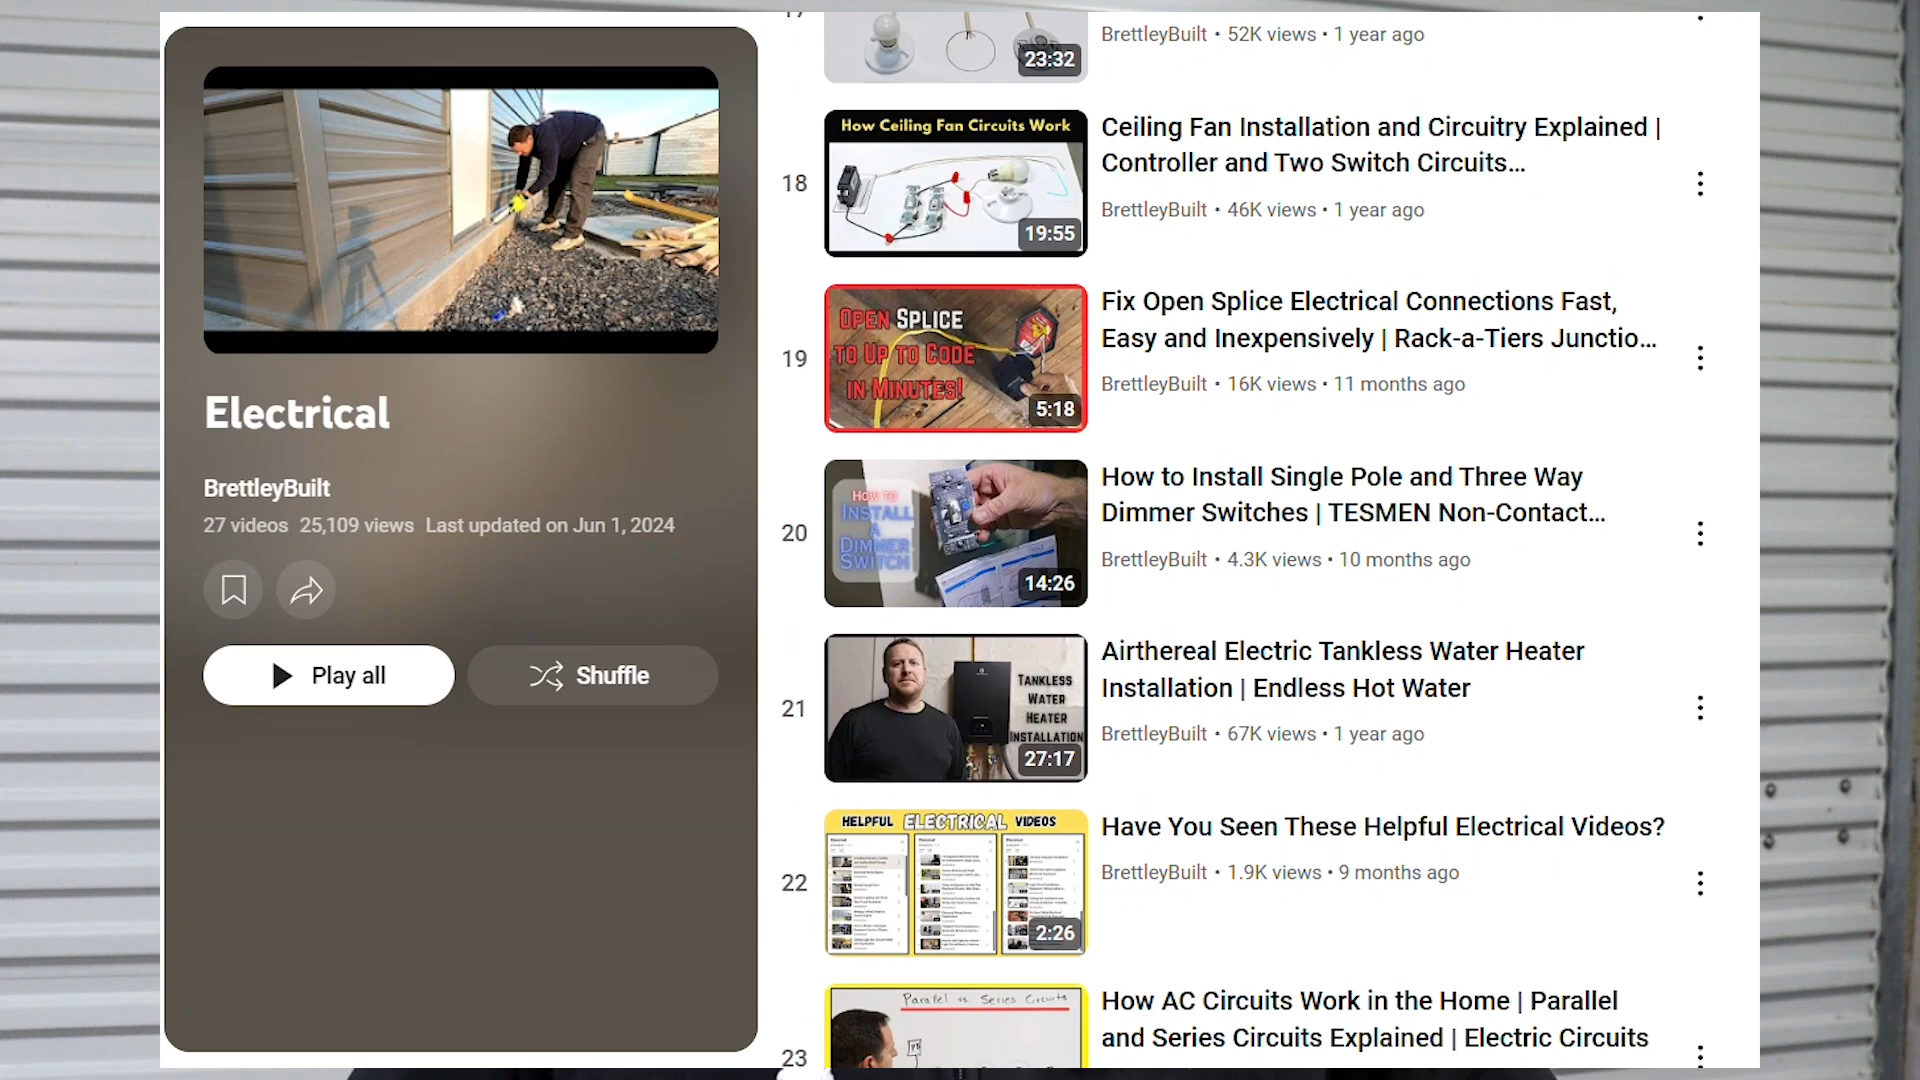 Electrical
BrettleyBuilt
27 videos 25,109 views Last updated on Jun 1, 2024
Play all
Shuffle
23:32
BrettleyBuilt • 52K views • 1 year ago
18
How Ceiling Fan Circuits Work
19:55
Ceiling Fan Installation and Circuitry Explained |
Controller and Two Switch Circuits...
BrettleyBuilt • 46K views • 1 year ago
19
OPEN SPLICE
TO UP TO CODE
IN MINUTES!
5:18
Fix Open Splice Electrical Connections Fast,
Easy and Inexpensively | Rack-a-Tiers Junctio...
BrettleyBuilt • 16K views • 11 months ago
20
HOW TO
INSTALL
A
DIMMER
SWITCH
14:26
How to Install Single Pole and Three Way
Dimmer Switches | TESMEN Non-Contact...
BrettleyBuilt • 4.3K views • 10 months ago
21
TANKLESS
WATER
HEATER
INSTALLATION
27:17
Airthereal Electric Tankless Water Heater
Installation | Endless Hot Water
BrettleyBuilt • 67K views • 1 year ago
22
HELPFUL ELECTRICAL VIDEOS
2:26
Have You Seen These Helpful Electrical Videos?
BrettleyBuilt • 1.9K views • 9 months ago
23
Parallel vs. Series Circuits
How AC Circuits Work in the Home | Parallel
and Series Circuits Explained | Electric Circuits